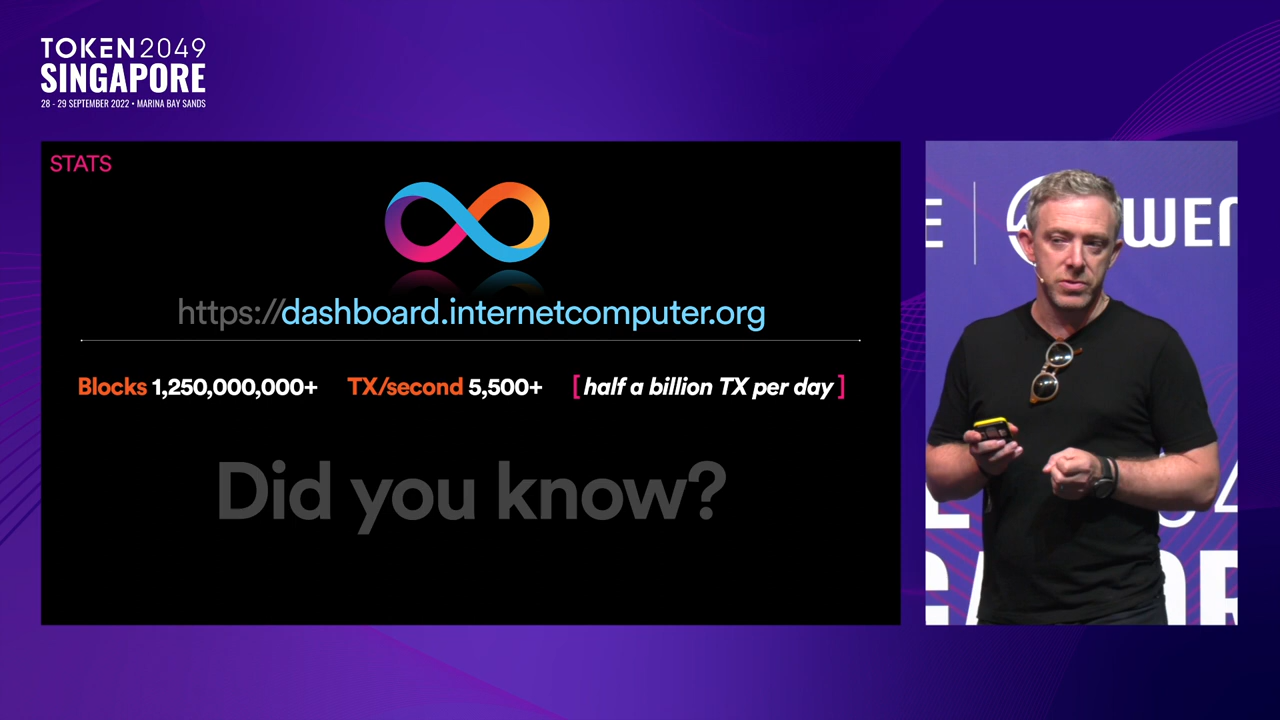 TOKEN2049
SINGAPORE
28 - 29 SEPTEMBER 2022 • MARINA BAY SANDS
STATS
https://dashboard.internetcomputer.org
Blocks 1,250,000,000+ TX/second 5,500+ [ half a billion TX per day ]
Did you know?
E
WER